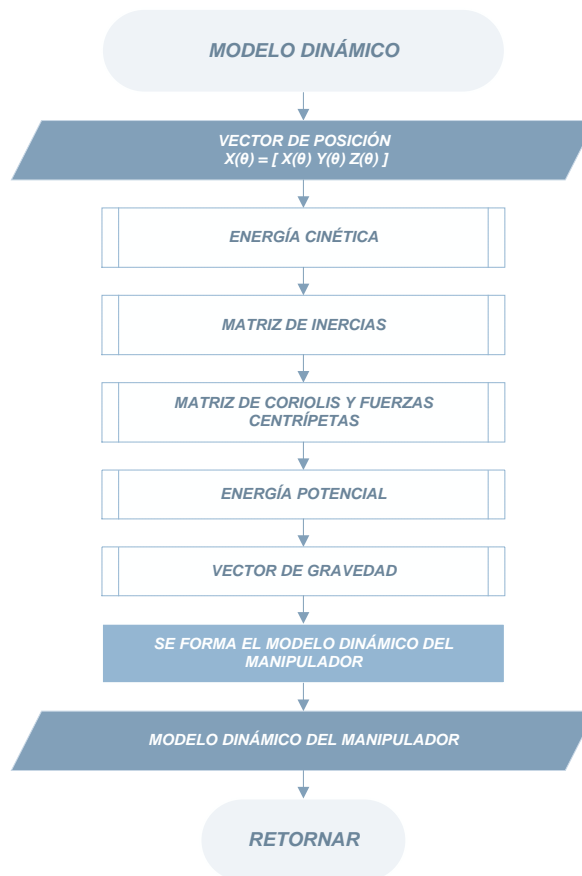 MODELO DINÁMICO
VECTOR DE POSICIÓN
X(θ) = [ X(θ) Y(θ) Z(θ) ]
ENERGÍA CINÉTICA
MATRIZ DE INERCIAS
MATRIZ DE CORIOLIS Y FUERZAS
CENTRÍPETAS
ENERGÍA POTENCIAL
VECTOR DE GRAVEDAD
SE FORMA EL MODELO DINÁMICO DEL
MANIPULADOR
MODELO DINÁMICO DEL MANIPULADOR
RETORNAR